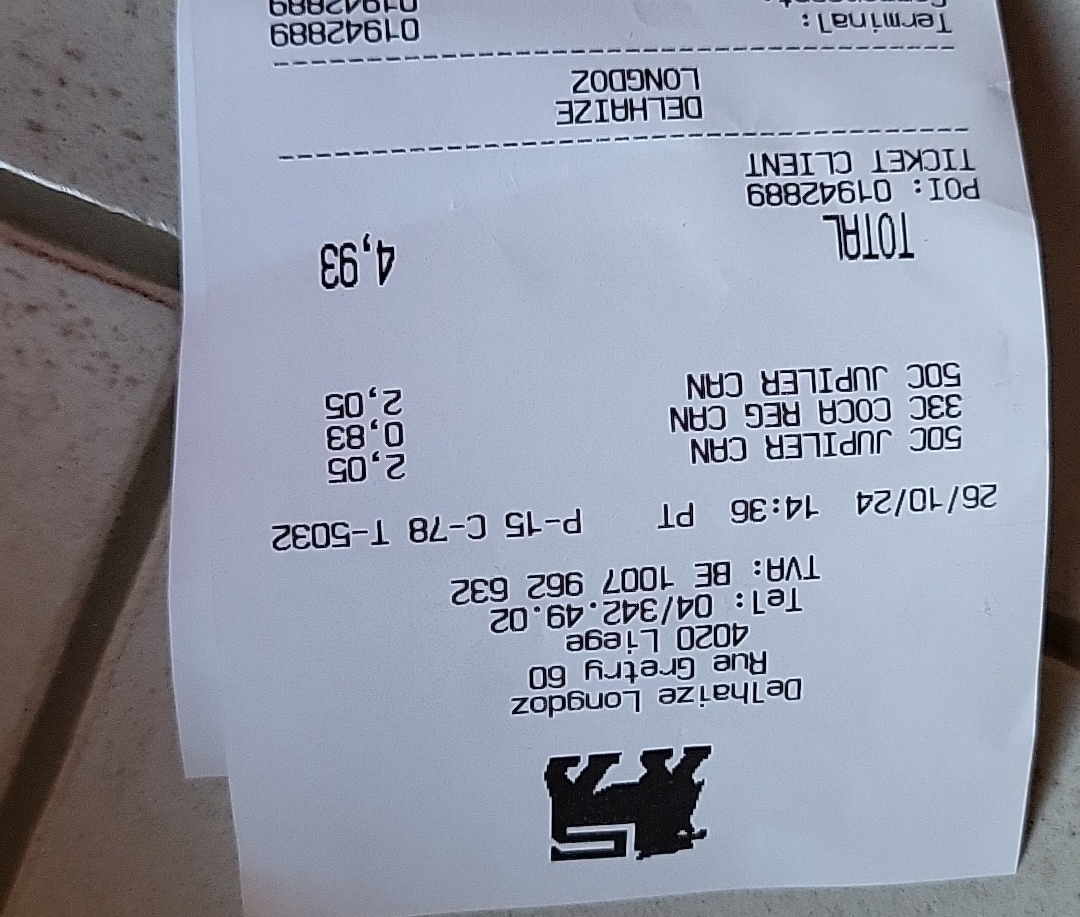 Delhaize Longdoz
Rue Gretry 60
4020 Liege
Tel: 04/342.49.02
TVA: BE 1007 962 632
26/10/24 14:36 PT P-15 C-78 T-5032
50C JUPILER CAN 2,05
33C COCA REG CAN 0,83
50C JUPILER CAN 2,05
TOTAL 4,93
POI: 01942889
TICKET CLIENT
DELHAIZE
LONGDOZ
Terminal: 01942889
01942889